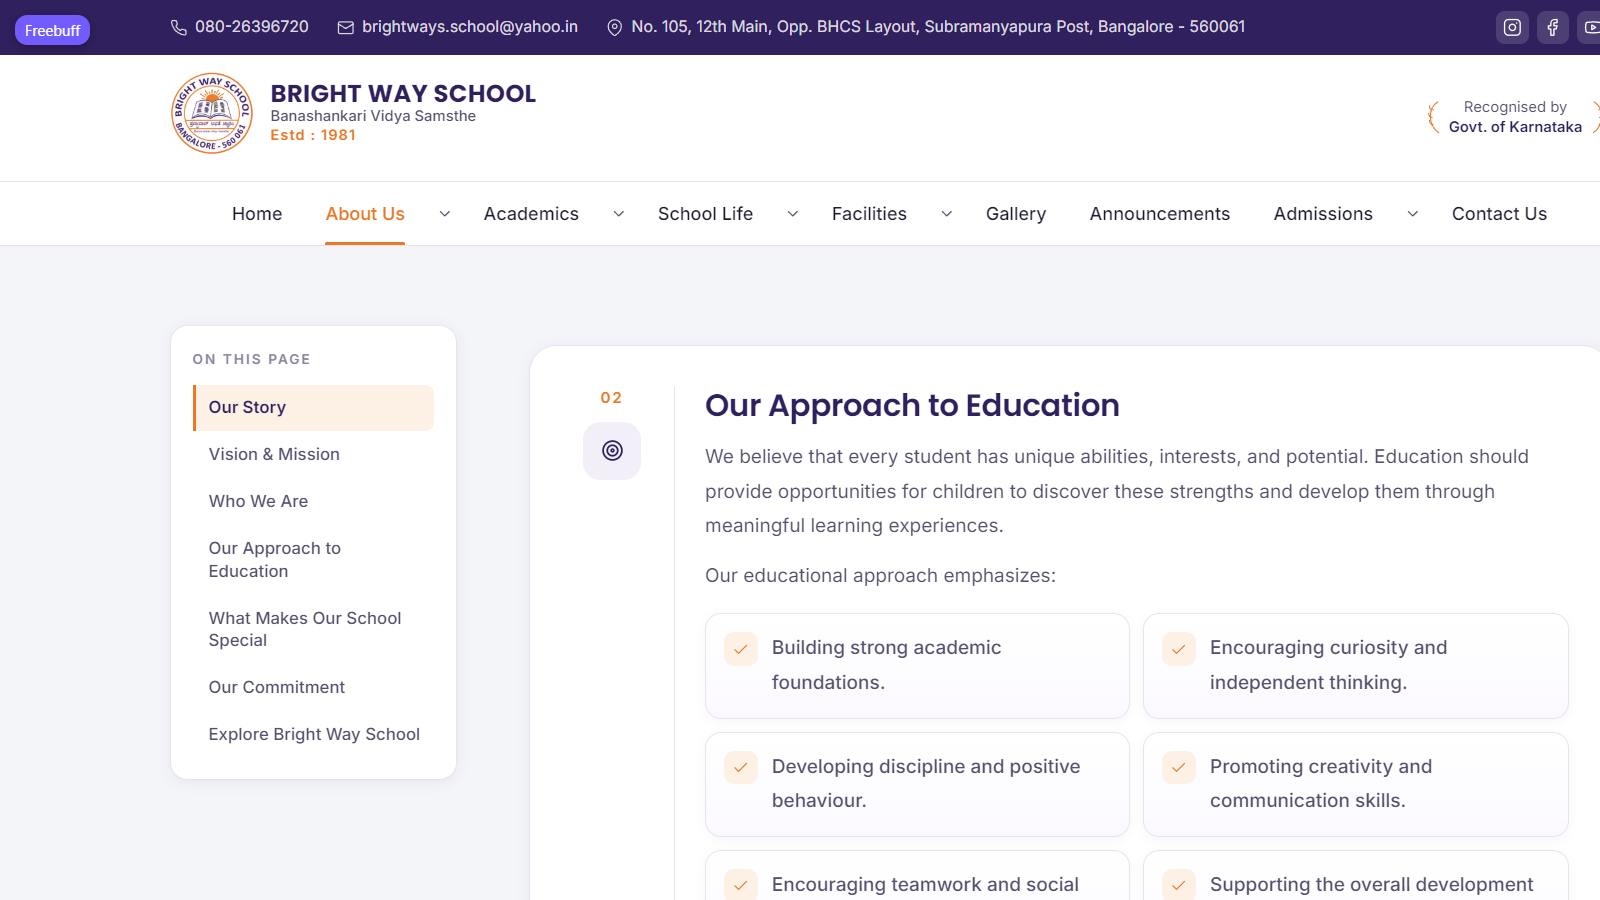 Freebuff
080-26396720
brightways.school@yahoo.in
No. 105, 12th Main, Opp. BHCS Layout, Subramanyapura Post, Bangalore - 560061
BRIGHT WAY SCHOOL
BANGALORE - 560 061
BRIGHT WAY SCHOOL
Banashankari Vidya Samsthe
Estd : 1981
Recognised by
Govt. of Karnataka
Home
About Us
Academics
School Life
Facilities
Gallery
Announcements
Admissions
Contact Us
ON THIS PAGE
Our Story
Vision & Mission
Who We Are
Our Approach to
Education
What Makes Our School
Special
Our Commitment
Explore Bright Way School
02
Our Approach to Education
We believe that every student has unique abilities, interests, and potential. Education should
provide opportunities for children to discover these strengths and develop them through
meaningful learning experiences.
Our educational approach emphasizes:
Building strong academic
foundations.
Encouraging curiosity and
independent thinking.
Developing discipline and positive
behaviour.
Promoting creativity and
communication skills.
Encouraging teamwork and social
Supporting the overall development